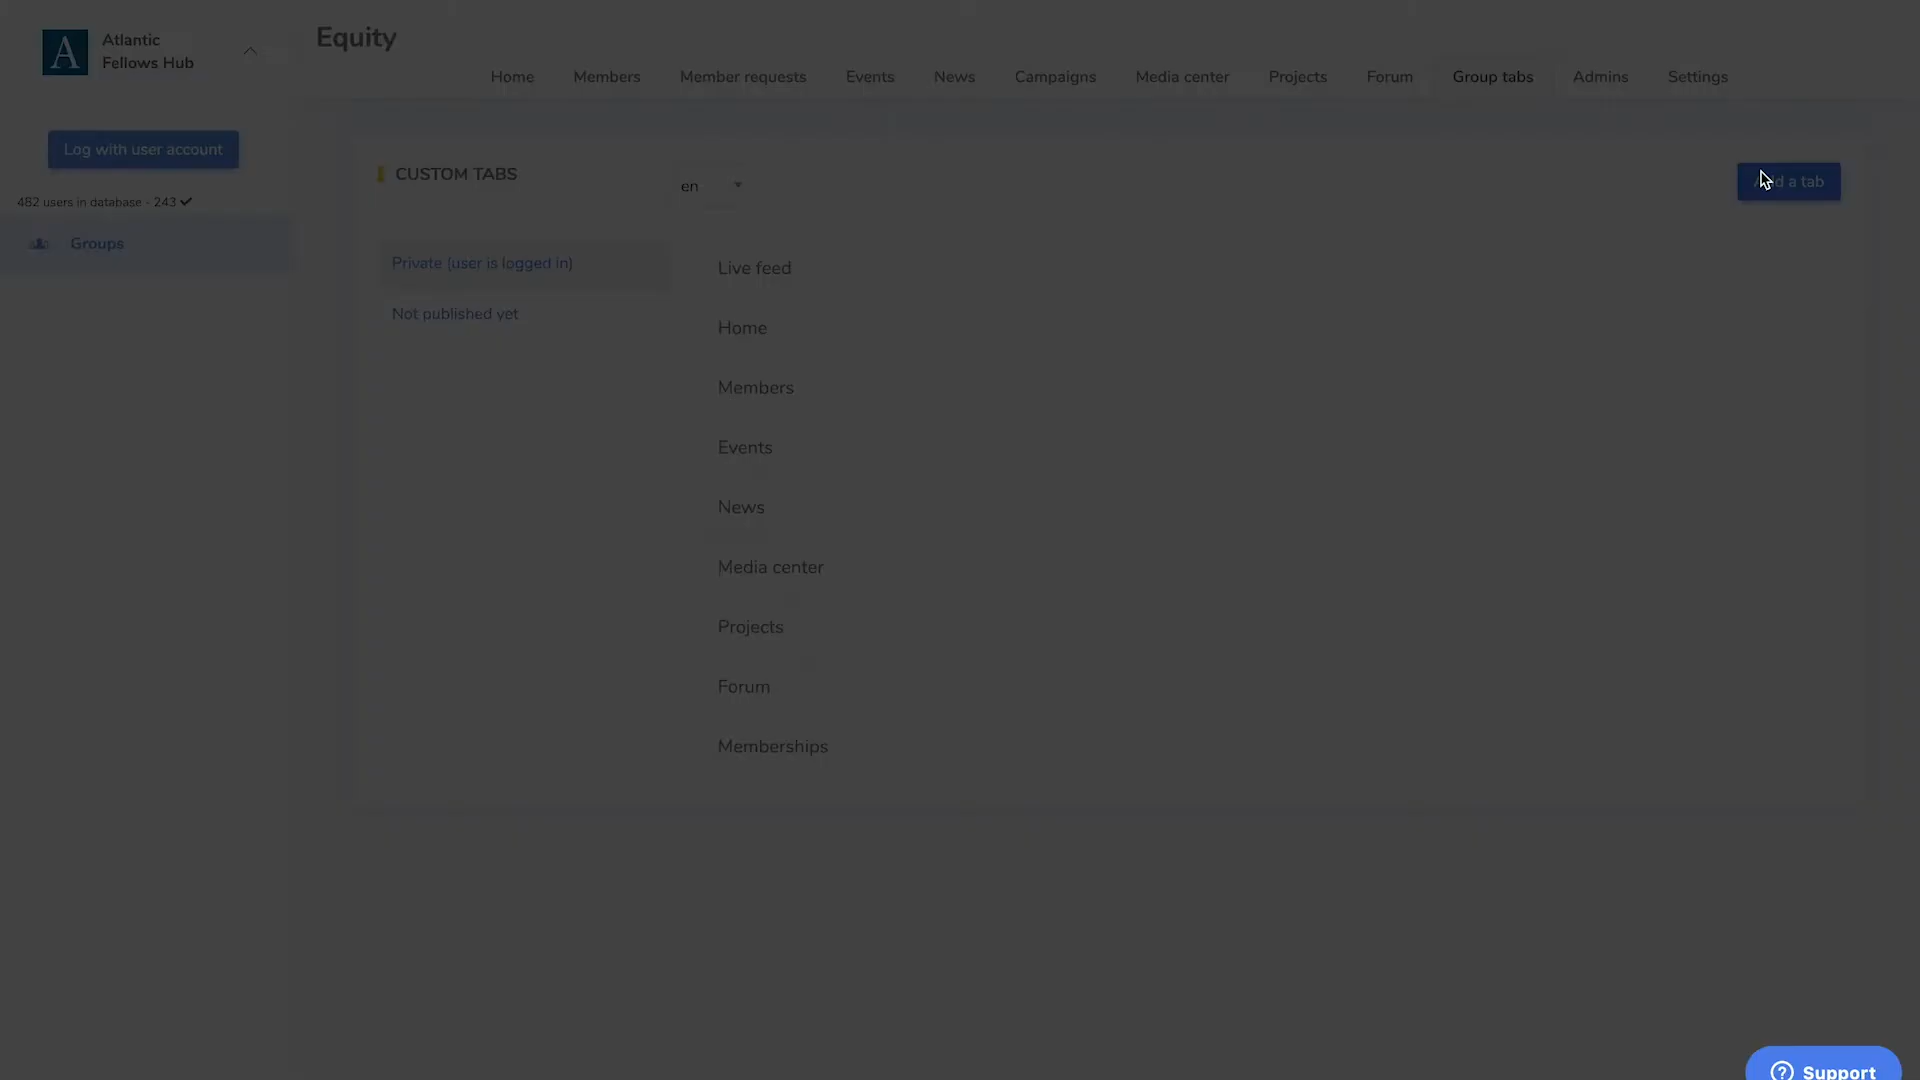 Atlantic
Fellows Hub
Equity
Home
Members
Member requests
Events
News
Campaigns
Media center
Projects
Forum
Group tabs
Admins
Settings
Log with user account
482 users in database - 243
Groups
CUSTOM TABS
en
a tab
Private (user is logged in)
Not published yet
Live feed
Home
Members
Events
News
Media center
Projects
Forum
Memberships
Support